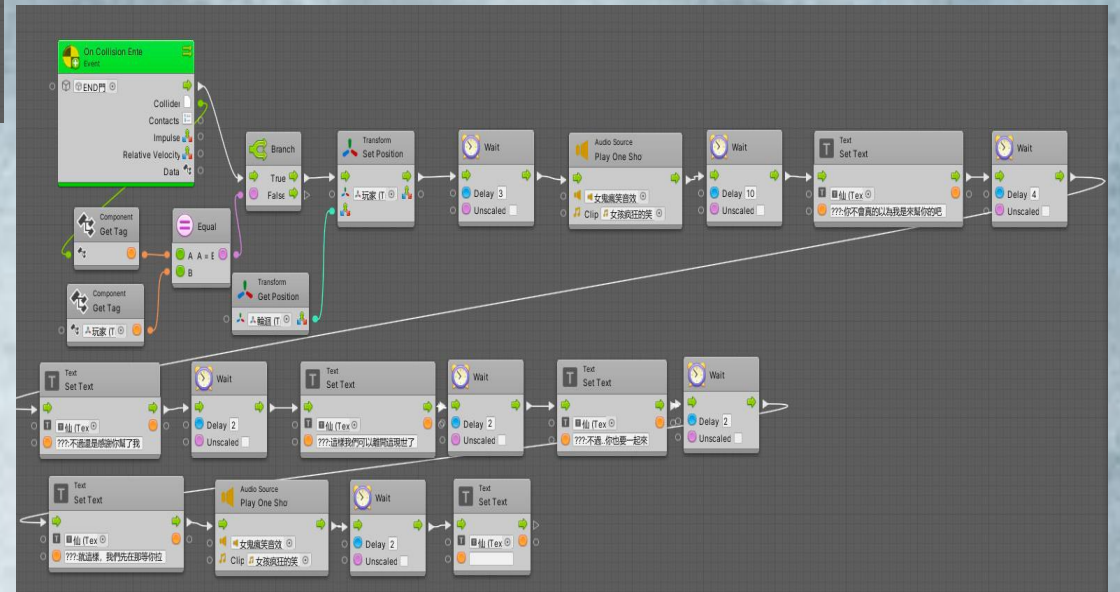 On Collision Ente
Event
END門
Collider
Contacts
Impulse
Relative Velocity
Data
Component
Get Tag
Component
Get Tag
玩家 (T
Equal
A A = E
B
Branch
True
False
Transform
Get Position
輪迴 (T
Transform
Set Position
玩家 (T
Wait
Delay 3
Unscaled
Audio Source
Play One Sho
女鬼瘋笑音效
Clip 女孩疯狂的笑
Wait
Delay 10
Unscaled
Text
Set Text
仙 (Tex
???:你不會真的以為我是來幫你的吧
Wait
Delay 4
Unscaled
Text
Set Text
仙 (Tex
???:不過還是感謝你幫了我
Wait
Delay 2
Unscaled
Text
Set Text
仙 (Tex
???:這樣我們可以離開這現世了
Wait
Delay 2
Unscaled
Text
Set Text
仙 (Tex
???:不過..你也要一起來
Wait
Delay 2
Unscaled
Text
Set Text
仙 (Tex
???:就這樣，我們先在那等你拉
Audio Source
Play One Sho
女鬼瘋笑音效
Clip 女孩疯狂的笑
Wait
Delay 2
Unscaled
Text
Set Text
仙 (Tex